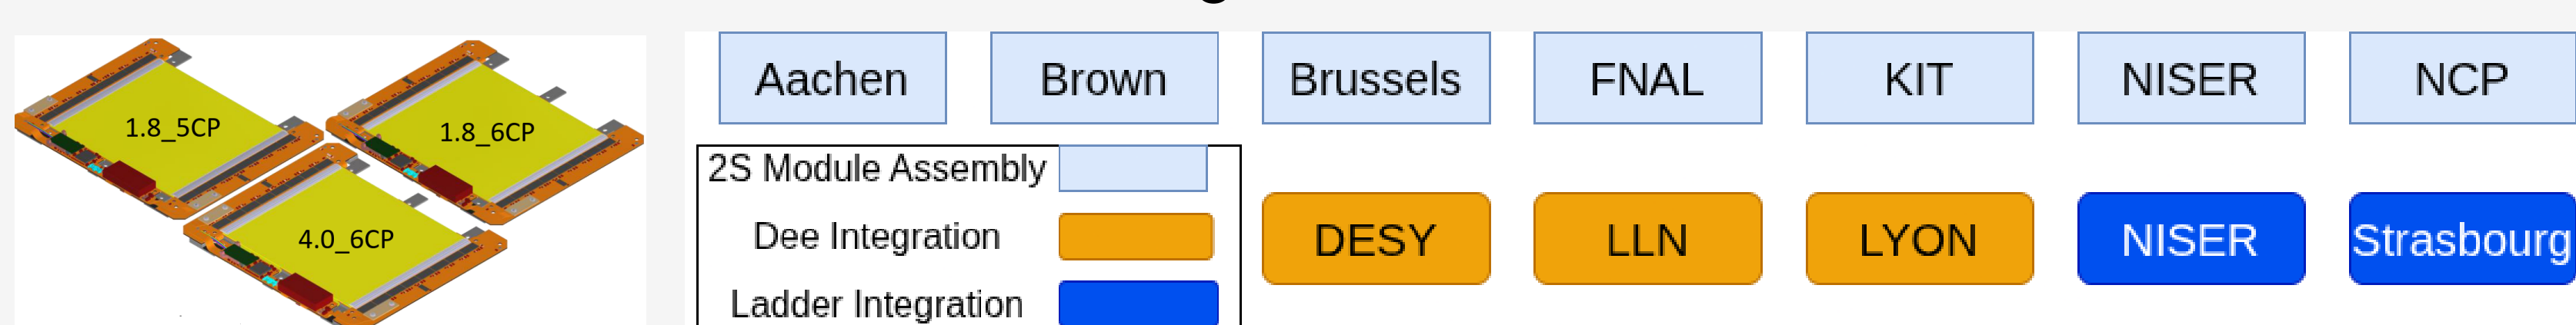 1.8_5CP
1.8_6CP
4.0_6CP
Aachen
Brown
Brussels
FNAL
KIT
NISER
NCP
2S Module Assembly
Dee Integration
Ladder Integration
DESY
LLN
LYON
NISER
Strasbourg